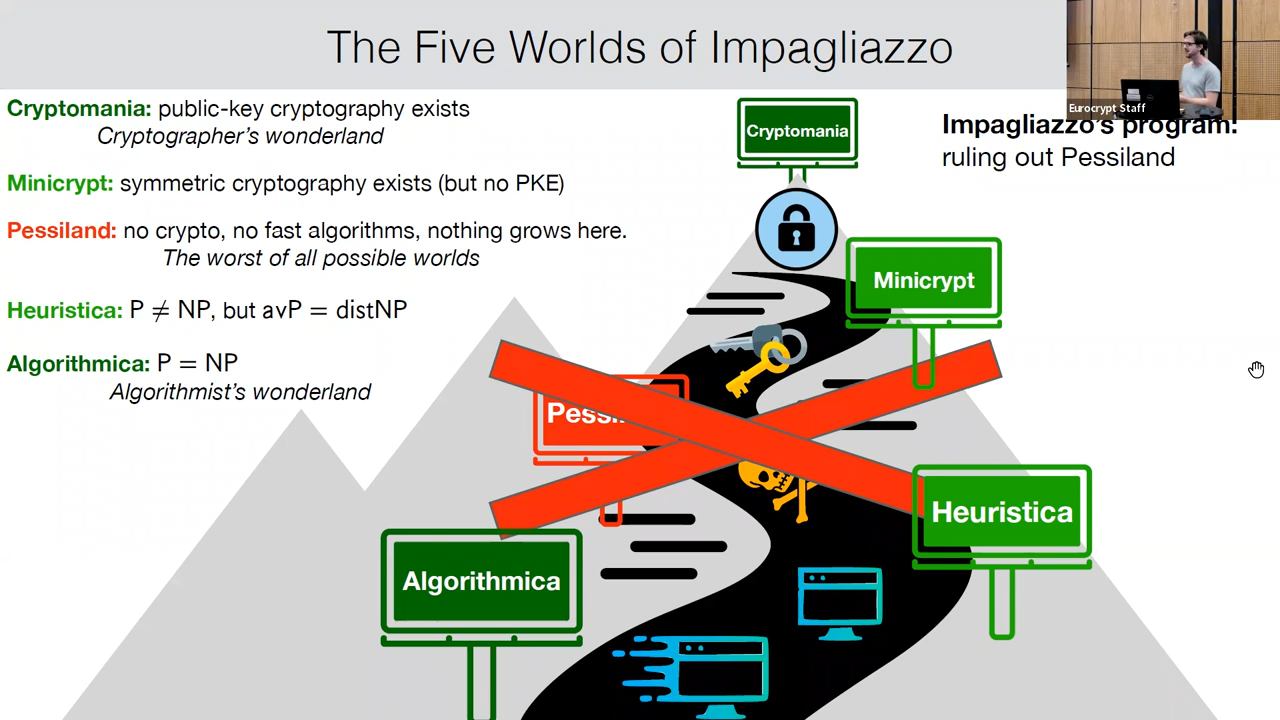 The Five Worlds of Impagliazzo
Cryptomania: public-key cryptography exists
Cryptographer's wonderland
Minicrypt: symmetric cryptography exists (but no PKE)
Pessiland: no crypto, no fast algorithms, nothing grows here.
The worst of all possible worlds
Heuristica: P ≠ NP, but avP = distNP
Algorithmica: P = NP
Algorithmist's wonderland
Eurocrypt Staff
Impagliazzo's program:
ruling out Pessiland
Cryptomania
Minicrypt
Heuristica
Algorithmica